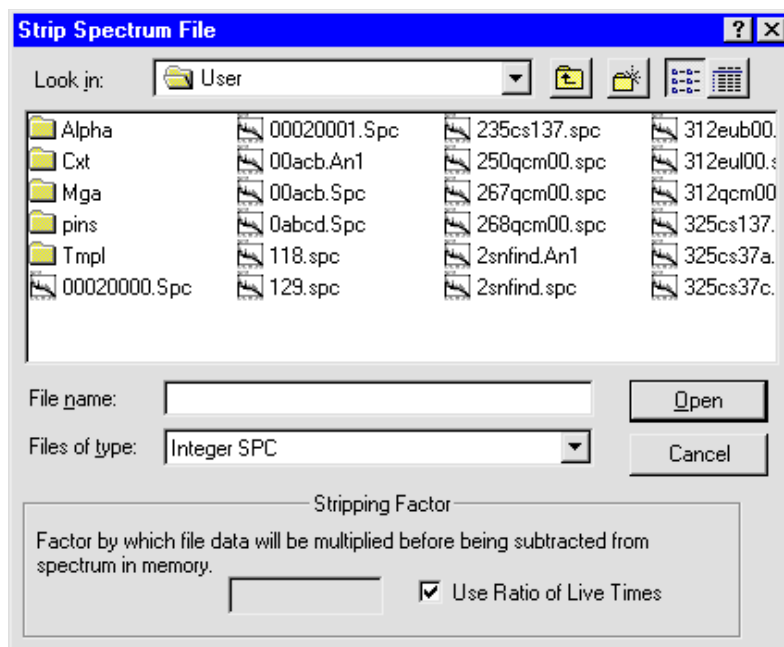 Strip Spectrum File
Look in: User
Alpha 00020001.Spc 235cs137.spc 312eub00.
Cxt 00acb.An1 250qcm00.spc 312eul00.s
Mga 00acb.Spc 267qcm00.spc 312qcm00
pins 0abcd.Spc 268qcm00.spc 325cs137.
Tmpl 118.spc 2snfind.An1 325cs37a.
00020000.Spc 129.spc 2snfind.spc 325cs37c.
File name: Open
Files of type: Integer SPC Cancel
Stripping Factor
Factor by which file data will be multiplied before being subtracted from
spectrum in memory.
Use Ratio of Live Times